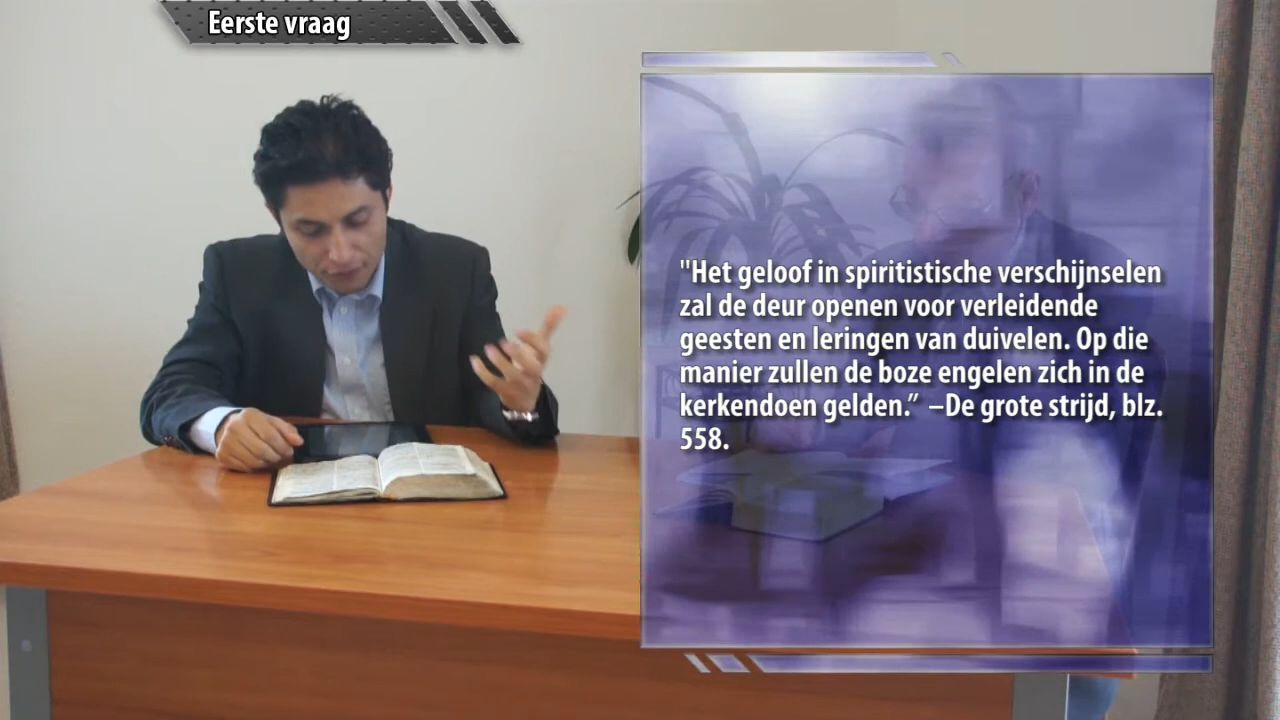 Eerste vraag
"Het geloof in spiritistische verschijnselen
zal de deur openen voor verleidende
geesten en leringen van duivelen. Op die
manier zullen de boze engelen zich in de
kerkendoen gelden.” –De grote strijd, blz.
558.